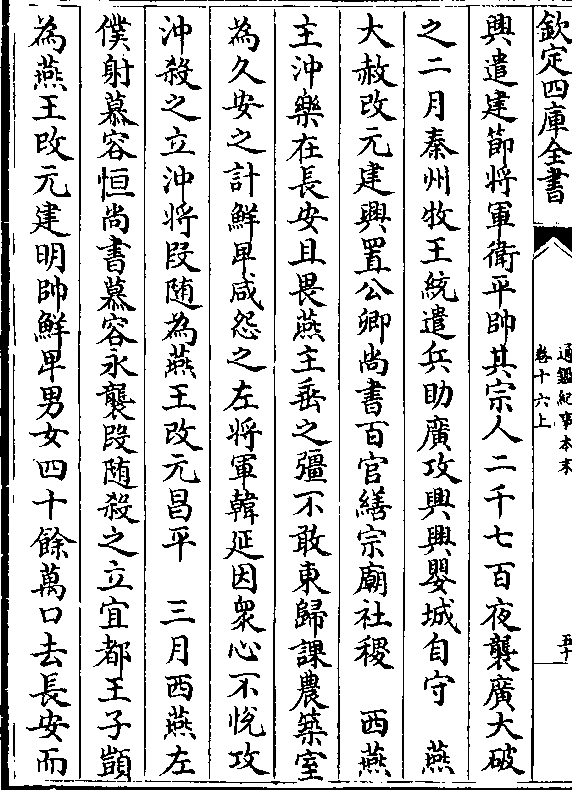 欽定四庫全書
通鑑紀事本末
卷十六上
五十
興遣建節將軍衛平帥其宗人二千七百夜襲廣大破
之二月秦州牧王統遣兵助廣攻興興嬰城自守　燕
大赦改元建興置公卿尚書百官繕宗廟社稷　西燕
主沖樂在長安且畏燕主垂之彊不敢東歸課農築室
為久安之計鮮卑咸怨之左將軍韓延因衆心不悅攻
沖殺之立沖將段随為燕王改元昌平　三月西燕左
僕射慕容恒尚書慕容永襲段随殺之立宜都王子顗
為燕王改元建明帥鮮卑男女四十餘萬口去長安而